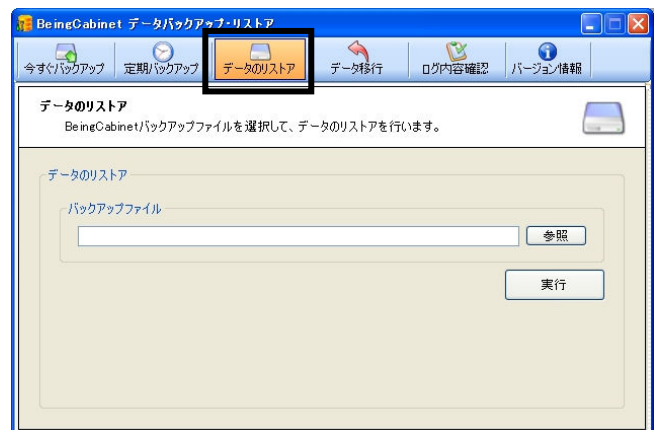 BeingCabinet データバックアップ・リストア
今すぐバックアップ 定期バックアップ データのリストア データ移行 ログ内容確認 バージョン情報
データのリストア
BeingCabinetバックアップファイルを選択して、データのリストアを行います。
データのリストア
バックアップファイル
参照
実行